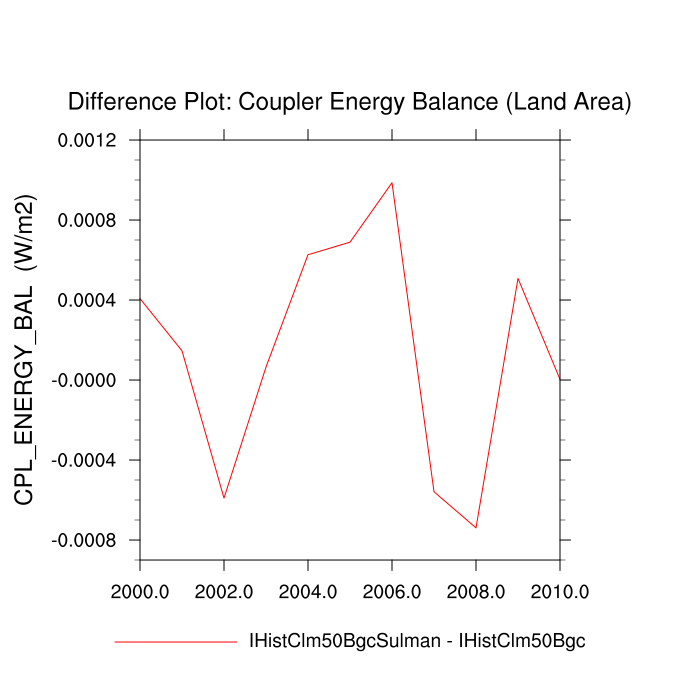 Difference Plot: Coupler Energy Balance (Land Area)
CPL_ENERGY_BAL (W/m2)
0.0012
0.0008
0.0004
-0.0000
-0.0004
-0.0008
2000.0 2002.0 2004.0 2006.0 2008.0 2010.0
IHistClm50BgcSulman - IHistClm50Bgc